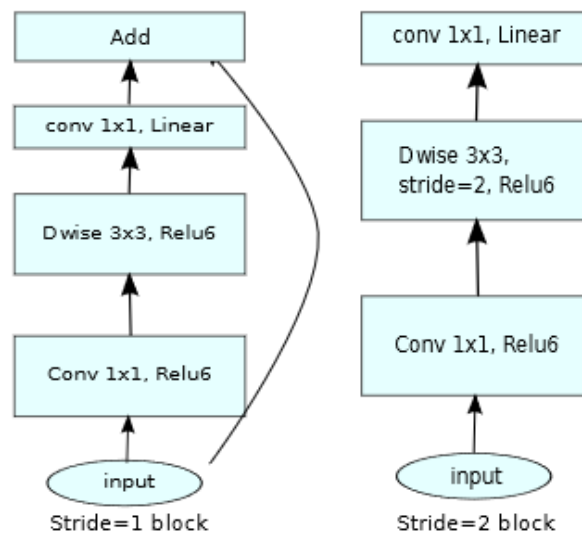 Add
conv 1x1, Linear
Dwise 3x3, Relu6
Conv 1x1, Relu6
input
Stride=1 block
conv 1x1, Linear
Dwise 3x3,
stride=2, Relu6
Conv 1x1, Relu6
input
Stride=2 block